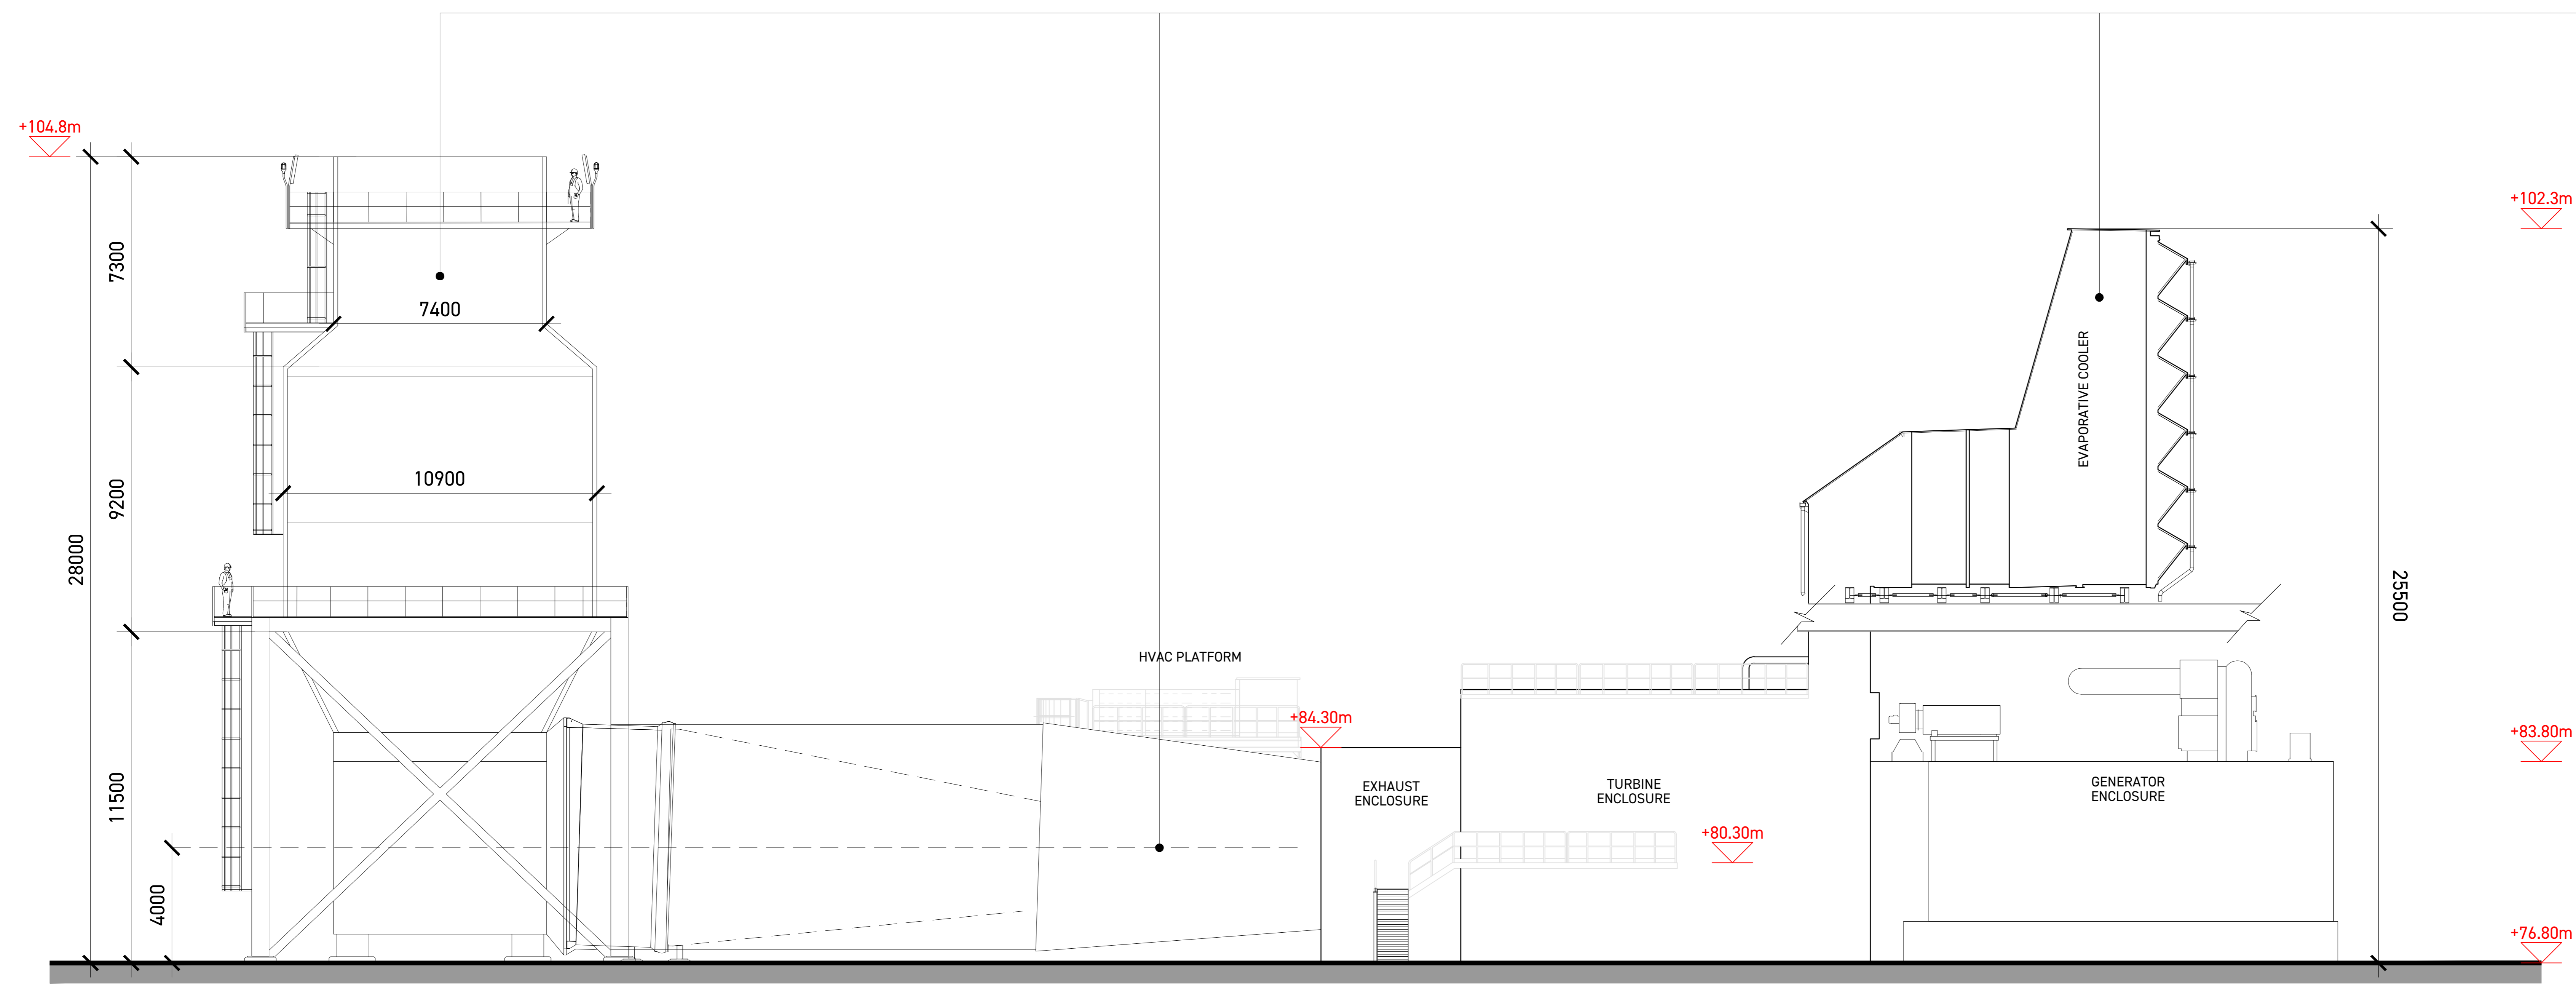 +104.8m
+102.3m
7300
7400
EVAPORATIVE COOLER
10900
9200
28000
25500
HVAC PLATFORM
+84.30m
+83.80m
EXHAUST
ENCLOSURE
TURBINE
ENCLOSURE
GENERATOR
ENCLOSURE
11500
+80.30m
4000
+76.80m